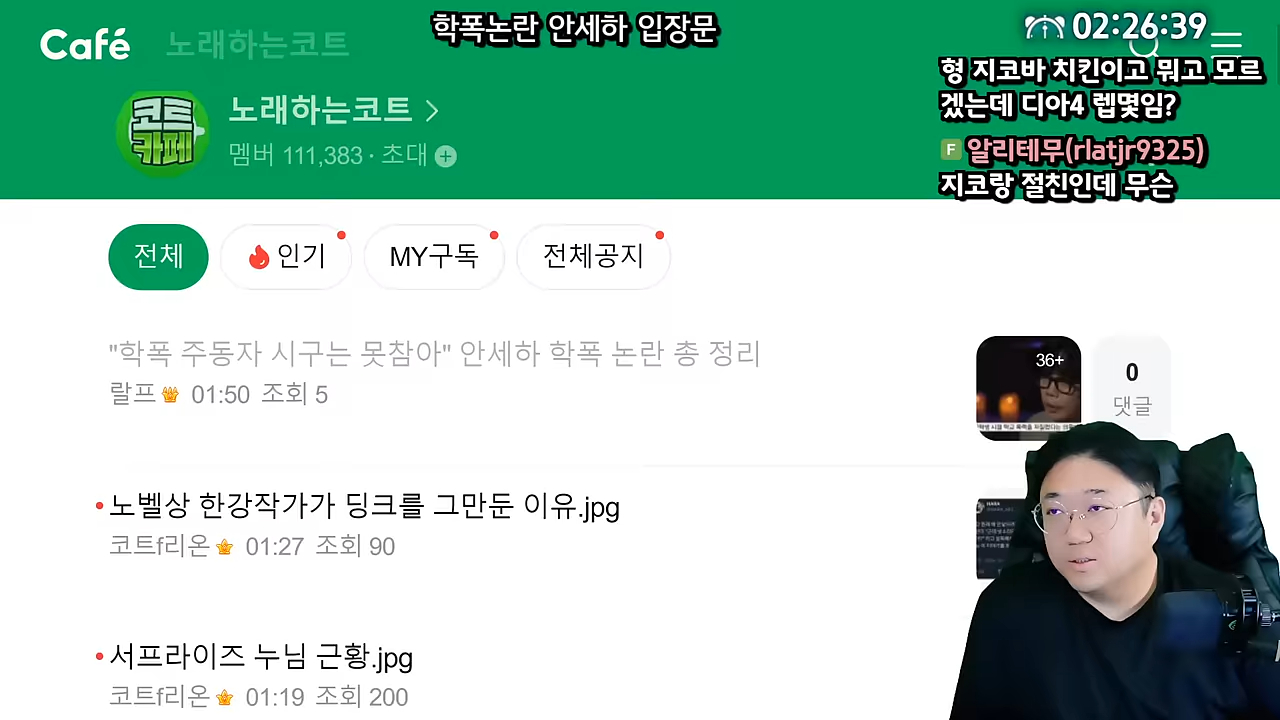 Café
노래하는코트
학폭논란 안세하 입장문
02:26:39
형 지코바 치킨이고 뭐고 모르
겠는데 디아4 렙몇임?
F 알리테무(rlatjr9325)
지코랑 절친인데 무슨
코트
카페
노래하는코트 >
멤버 111,383 · 초대
전체
인기
MY구독
전체공지
"학폭 주동자 시구는 못참아" 안세하 학폭 논란 총 정리
랄프 01:50 조회 5
36+
0
댓글
노벨상 한강작가가 딩크를 그만둔 이유.jpg
코트f리온 01:27 조회 90
서프라이즈 누님 근황.jpg
코트f리온 01:19 조회 200